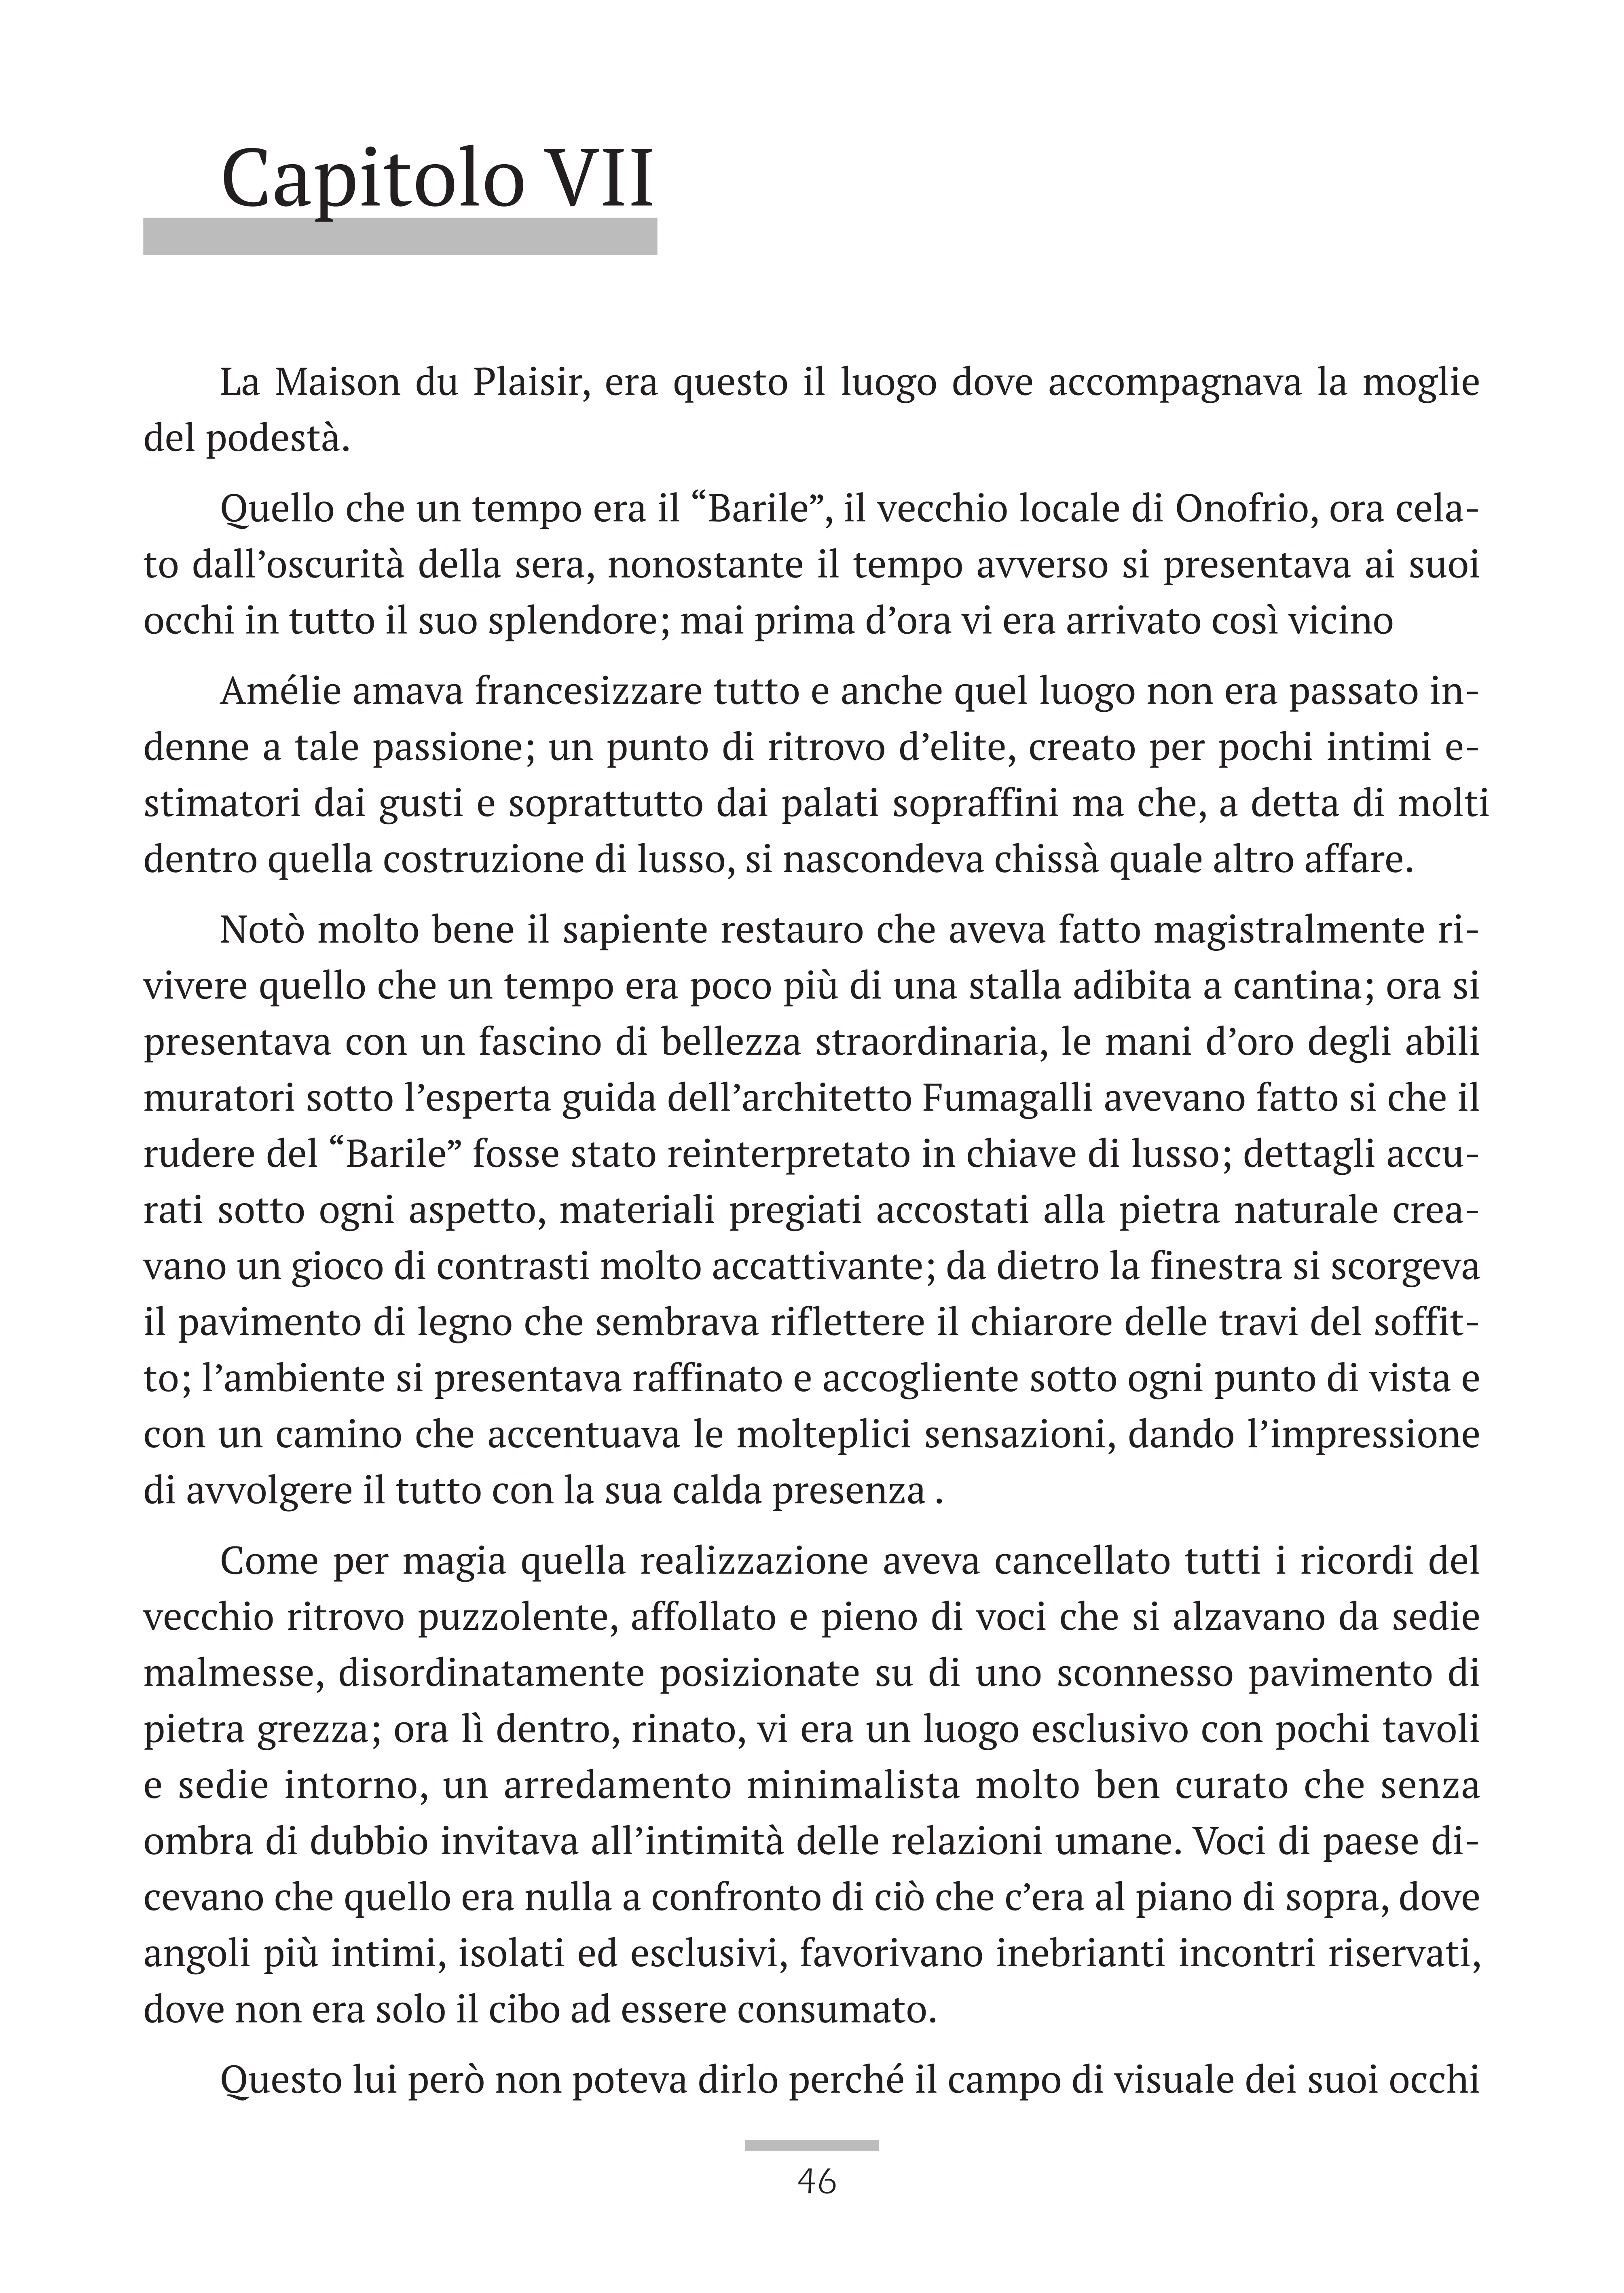 Capitolo VII
La Maison du Plaisir, era questo il luogo dove accompagnava la moglie
del podestà.
Quello che un tempo era il “Barile”, il vecchio locale di Onofrio, ora cela-
to dall’oscurità della sera, nonostante il tempo avverso si presentava ai suoi
occhi in tutto il suo splendore; mai prima d’ora vi era arrivato così vicino
Amélie amava francesizzare tutto e anche quel luogo non era passato in-
denne a tale passione; un punto di ritrovo d’elite, creato per pochi intimi e-
stimatori dai gusti e soprattutto dai palati sopraffini ma che, a detta di molti
dentro quella costruzione di lusso, si nascondeva chissà quale altro affare.
Notò molto bene il sapiente restauro che aveva fatto magistralmente ri-
vivere quello che un tempo era poco più di una stalla adibita a cantina; ora si
presentava con un fascino di bellezza straordinaria, le mani d’oro degli abili
muratori sotto l’esperta guida dell’architetto Fumagalli avevano fatto si che il
rudere del “Barile” fosse stato reinterpretato in chiave di lusso; dettagli accu-
rati sotto ogni aspetto, materiali pregiati accostati alla pietra naturale crea-
vano un gioco di contrasti molto accattivante; da dietro la finestra si scorgeva
il pavimento di legno che sembrava riflettere il chiarore delle travi del soffit-
to; l’ambiente si presentava raffinato e accogliente sotto ogni punto di vista e
con un camino che accentuava le molteplici sensazioni, dando l’impressione
di avvolgere il tutto con la sua calda presenza .
Come per magia quella realizzazione aveva cancellato tutti i ricordi del
vecchio ritrovo puzzolente, affollato e pieno di voci che si alzavano da sedie
malmesse, disordinatamente posizionate su di uno sconnesso pavimento di
pietra grezza; ora lì dentro, rinato, vi era un luogo esclusivo con pochi tavoli
e sedie intorno, un arredamento minimalista molto ben curato che senza
ombra di dubbio invitava all’intimità delle relazioni umane. Voci di paese di-
cevano che quello era nulla a confronto di ciò che c’era al piano di sopra, dove
angoli più intimi, isolati ed esclusivi, favorivano inebrianti incontri riservati,
dove non era solo il cibo ad essere consumato.
Questo lui però non poteva dirlo perché il campo di visuale dei suoi occhi
46